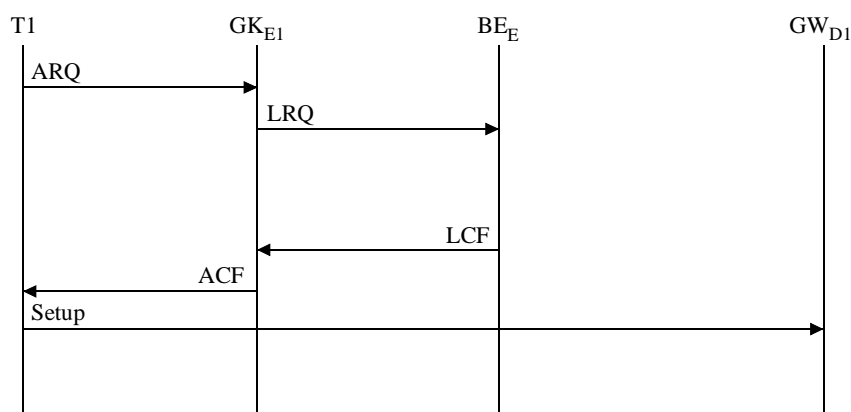 T1 GK_E1 BE_E GW_D1
ARQ
LRQ
LCF
ACF
Setup